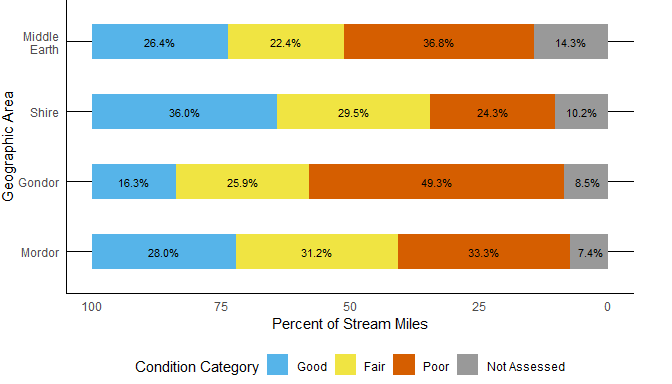 Middle
Earth
26.4% 22.4% 36.8% 14.3%
Shire 36.0% 29.5% 24.3% 10.2%
Geographic Area
Gondor 16.3% 25.9% 49.3% 8.5%
Mordor 28.0% 31.2% 33.3% 7.4%
100 75 50 25 0
Percent of Stream Miles
Condition Category Good Fair Poor Not Assessed